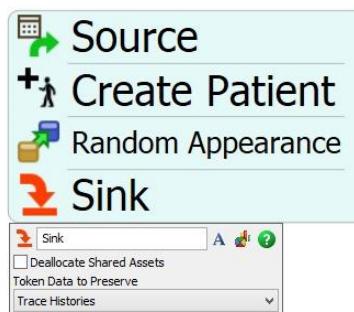 Source
Create Patient
Random Appearance
Sink
Sink A ?
Deallocate Shared Assets
Token Data to Preserve
Trace Histories